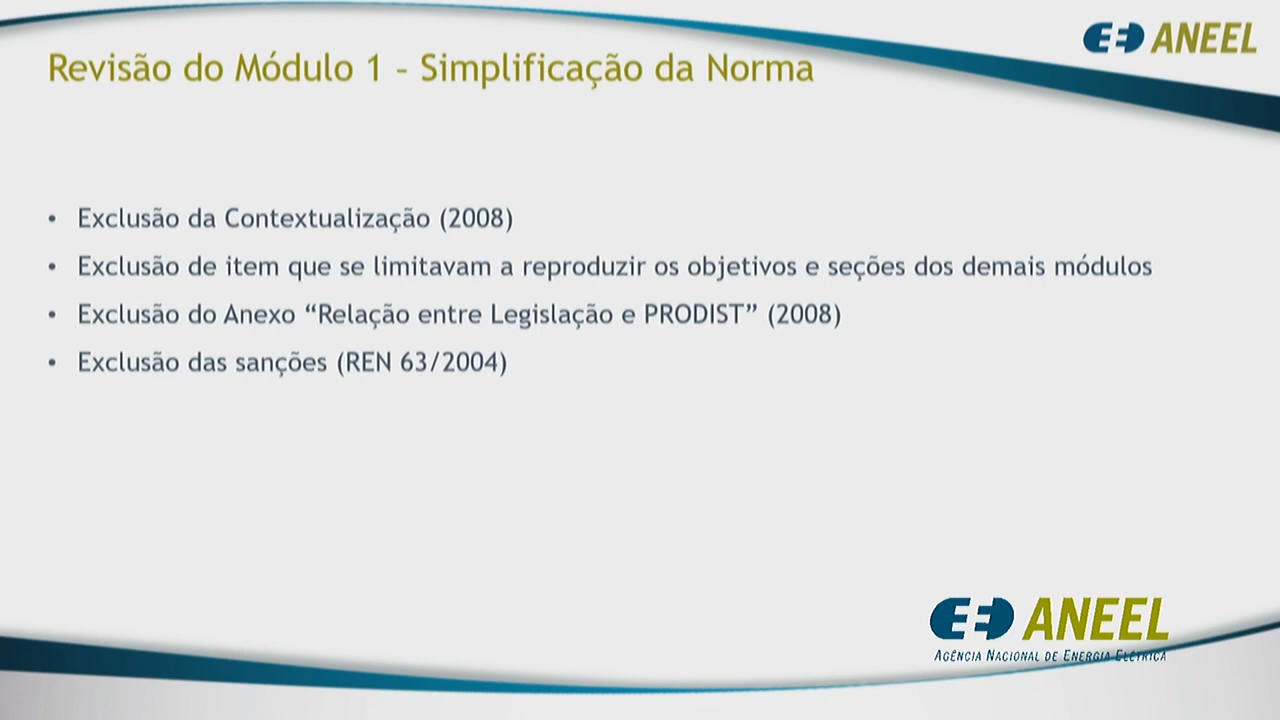 ANEEL
Revisão do Módulo 1 – Simplificação da Norma
• Exclusão da Contextualização (2008)
• Exclusão de item que se limitavam a reproduzir os objetivos e seções dos demais módulos
• Exclusão do Anexo “Relação entre Legislação e PRODIST” (2008)
• Exclusão das sanções (REN 63/2004)
ANEEL
AGÊNCIA NACIONAL DE ENERGIA ELÉTRICA